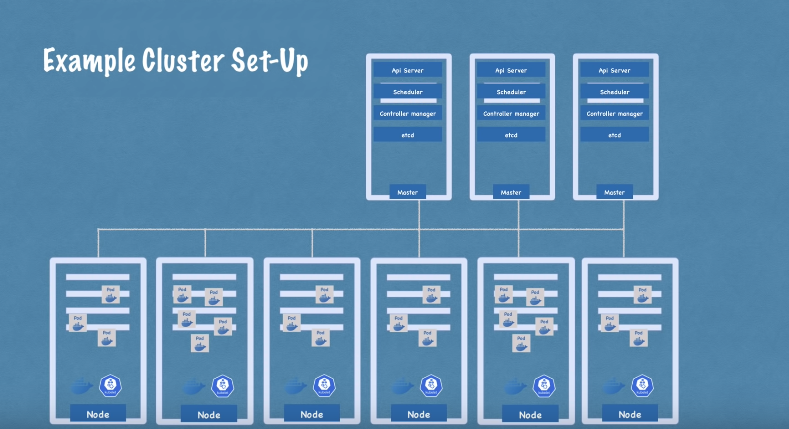 Example Cluster Set-Up
Api Server
Scheduler
Controller manager
etcd
Master
Api Server
Scheduler
Controller manager
etcd
Master
Api Server
Scheduler
Controller manager
etcd
Master
Pod
Pod
Pod
Node
Pod
Pod
Pod
Pod
Pod
Node
Pod
Pod
Pod
Node
Pod
Pod
Pod
Node
Pod
Pod
Pod
Pod
Pod
Node
Pod
Pod
Pod
Node